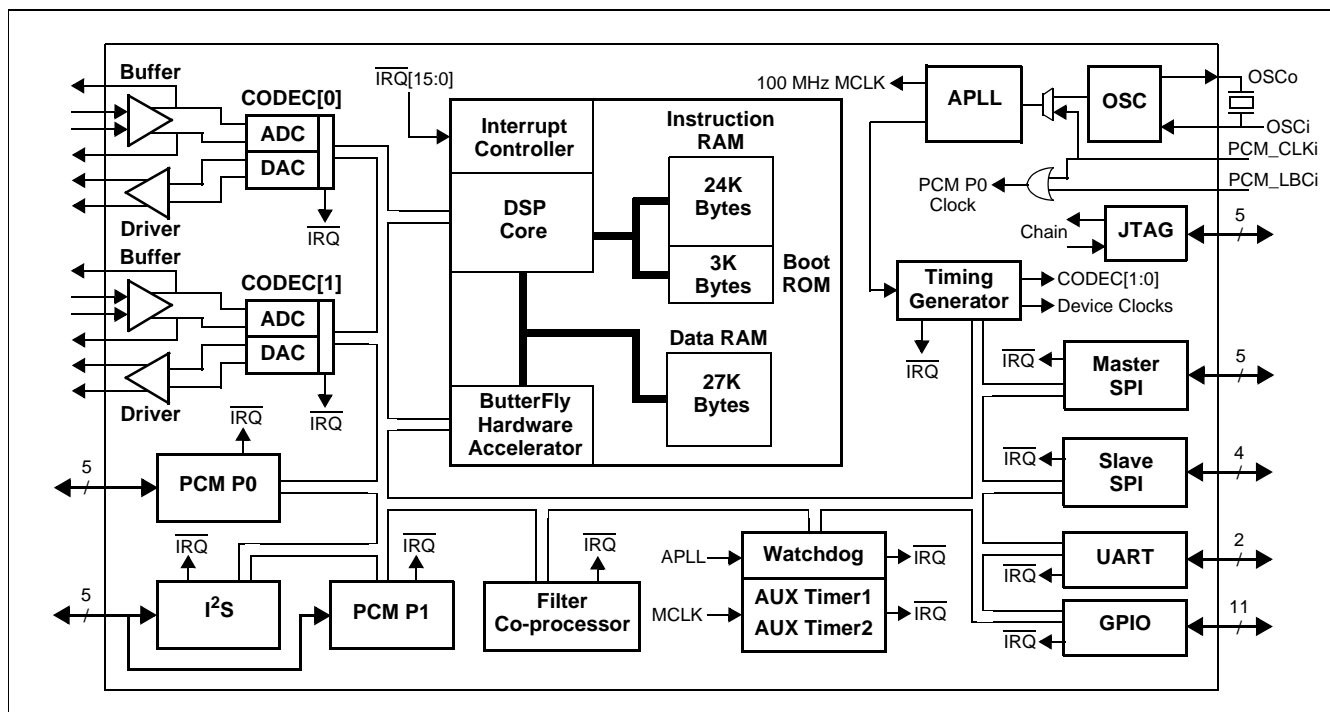 Buffer
CODEC[0]
ADC
DAC
Driver
IRQ
Buffer
CODEC[1]
ADC
DAC
Driver
IRQ
IRQ
5
PCM P0
IRQ
5
I²S
IRQ
PCM P1
IRQ[15:0]
Interrupt
Controller
DSP
Core
ButterFly
Hardware
Accelerator
Instruction
RAM
24K
Bytes
3K
Bytes
Boot
ROM
Data RAM
27K
Bytes
IRQ
Filter
Co-processor
APLL
Watchdog
IRQ
MCLK
AUX Timer1
AUX Timer2
IRQ
100 MHz MCLK
APLL
OSC
OSCo
OSCi
PCM_CLKi
PCM_LBCi
PCM P0
Clock
Chain
JTAG
5
Timing
Generator
CODEC[1:0]
Device Clocks
IRQ
IRQ
Master
SPI
5
IRQ
Slave
SPI
4
IRQ
UART
2
IRQ
GPIO
11